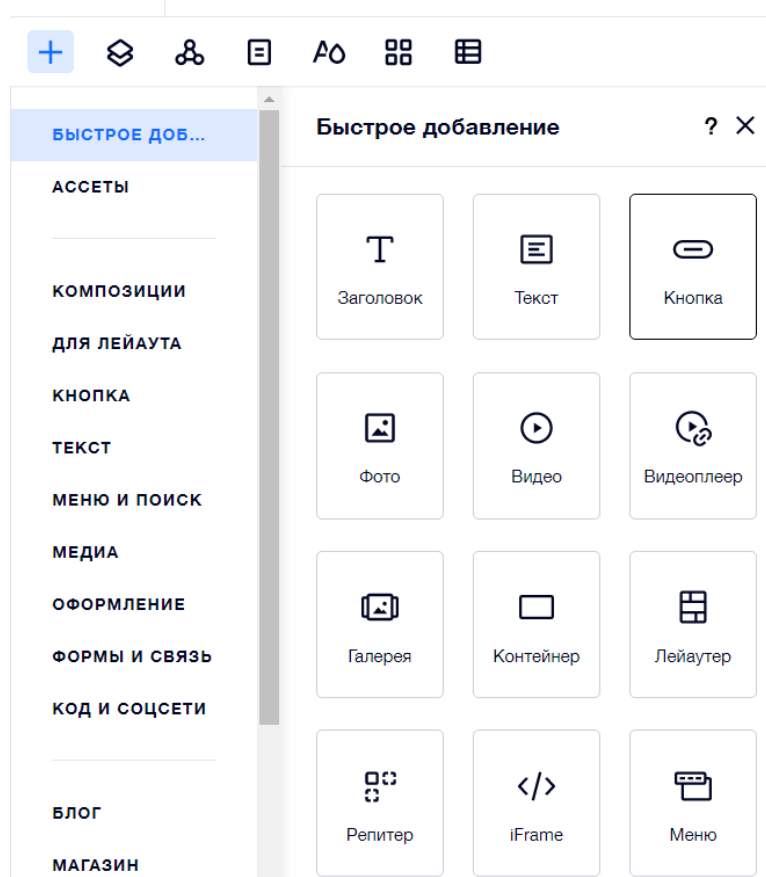 БЫСТРОЕ ДОБ...
АССЕТЫ
КОМПОЗИЦИИ
ДЛЯ ЛЕЙАУТА
КНОПКА
ТЕКСТ
МЕНЮ И ПОИСК
МЕДИА
ОФОРМЛЕНИЕ
ФОРМЫ И СВЯЗЬ
КОД И СОЦСЕТИ
БЛОГ
МАГАЗИН
Быстрое добавление ?
Заголовок
Текст
Кнопка
Фото
Видео
Видеоплеер
Галерея
Контейнер
Лейаутер
Репитер
iFrame
Меню